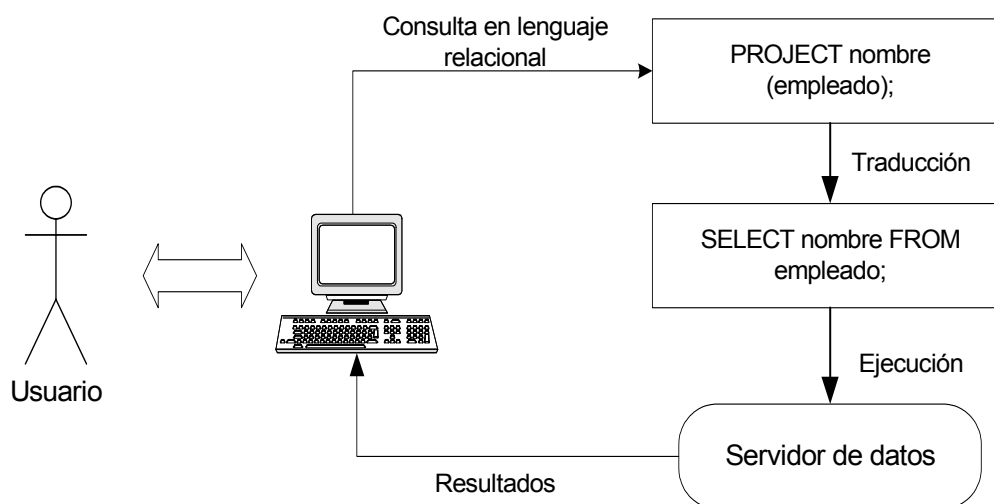 Consulta en lenguaje
relacional
PROJECT nombre
(empleado);
Traducción
SELECT nombre FROM
empleado;
Ejecución
Usuario
Servidor de datos
Resultados